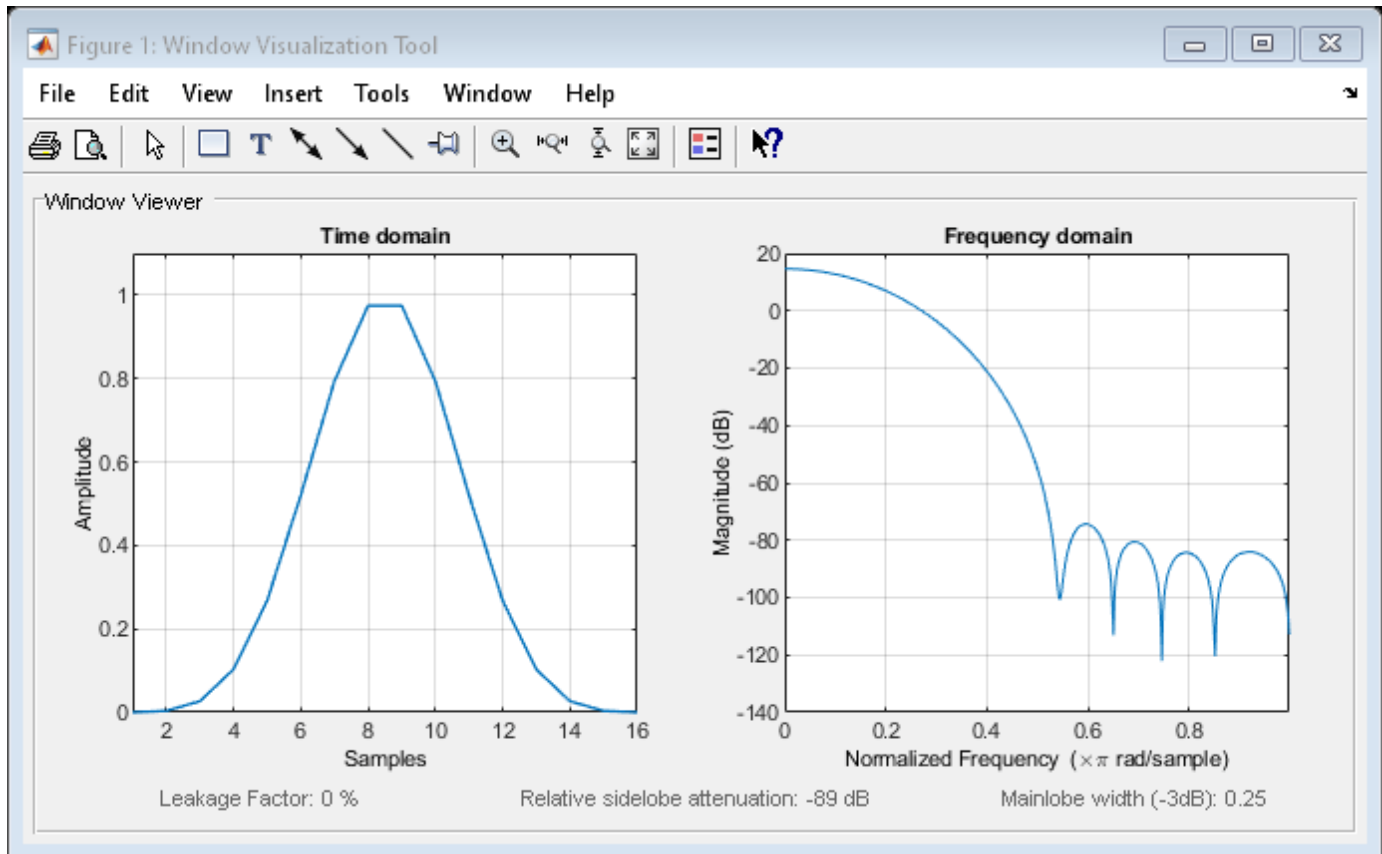 Figure 1: Window Visualization Tool
File Edit View Insert Tools Window Help
T ?
Window Viewer
Time domain
1
0.8
0.6
0.4
0.2
0
Amplitude
2 4 6 8 10 12 14 16
Samples
Frequency domain
20
0
-20
-40
-60
-80
-100
-120
-140
Magnitude (dB)
0 0.2 0.4 0.6 0.8
Normalized Frequency (×π rad/sample)
Leakage Factor: 0 % Relative sidelobe attenuation: -89 dB Mainlobe width (-3dB): 0.25